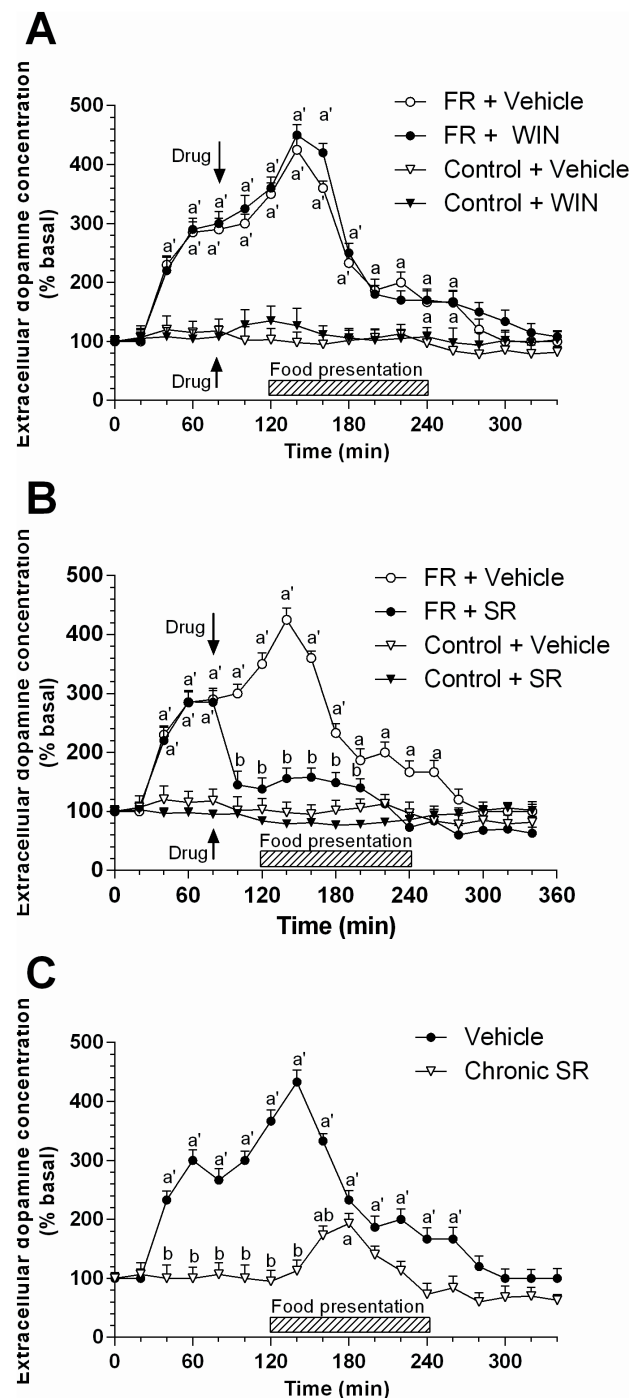 A
Extracellular dopamine concentration
(% basal)
500
400
300
200
100
0
FR + Vehicle
FR + WIN
Control + Vehicle
Control + WIN
Drug
a' a'
a' a' a' a' a' a'
a' a' a' a' a' a'
a' a a a a
a a
Drug
Food presentation
0 60 120 180 240 300
Time (min)
B
Extracellular dopamine concentration
(% basal)
500
400
300
200
100
0
FR + Vehicle
FR + SR
Control + Vehicle
Control + SR
Drug
a'
a' a'
a' a' a' a'
a' a' a' a'
a a a a
b b b b b b
Drug
Food presentation
0 60 120 180 240 300 360
Time (min)
C
Extracellular dopamine concentration
(% basal)
500
400
300
200
100
0
Vehicle
Chronic SR
a'
a'
a' a' a' a' a'
a' a' a' a' a'
ab
a
b b b b b b
Food presentation
0 60 120 180 240 300
Time (min)